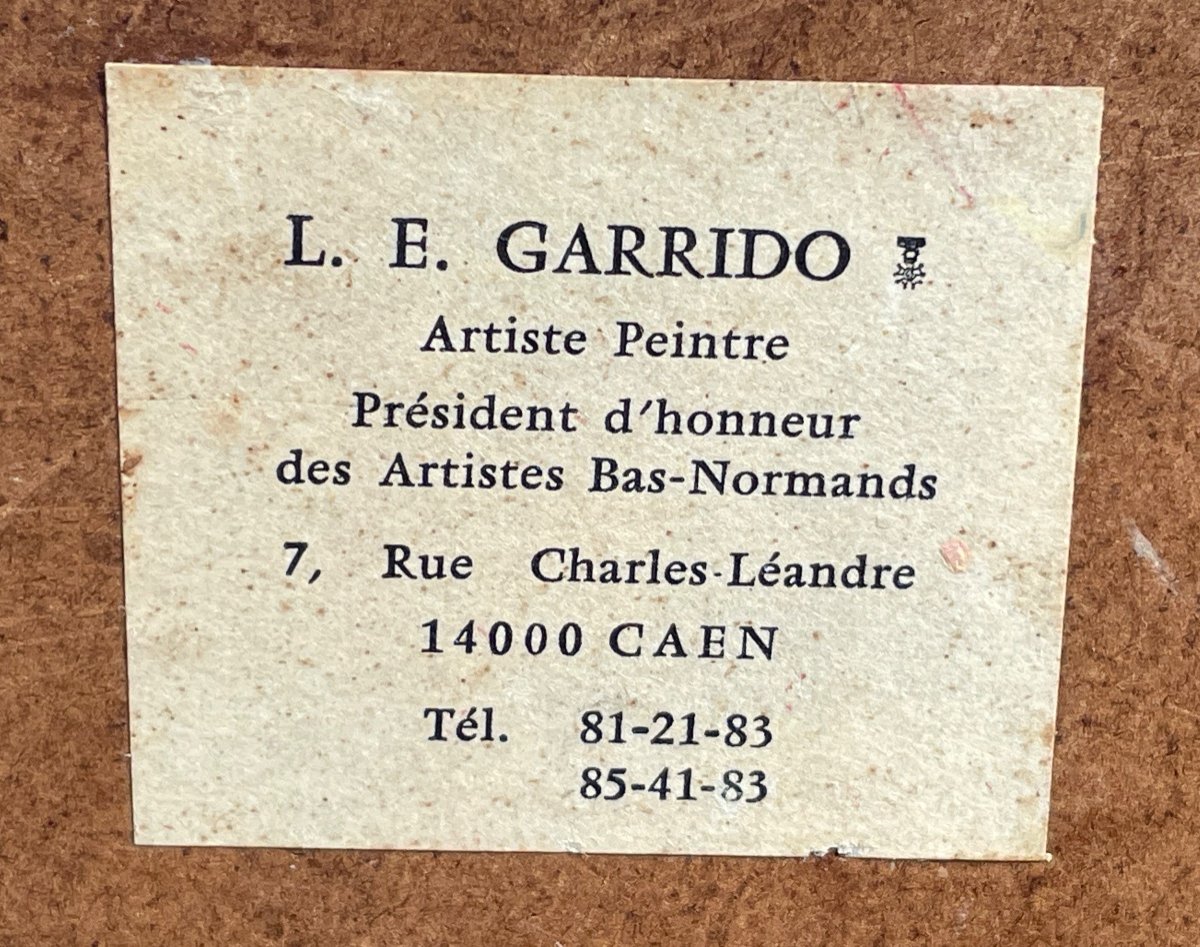 L. E. GARRIDO
Artiste Peintre
Président d'honneur
des Artistes Bas-Normands
7, Rue Charles-Léandre
14000 CAEN
Tél. 81-21-83
85-41-83